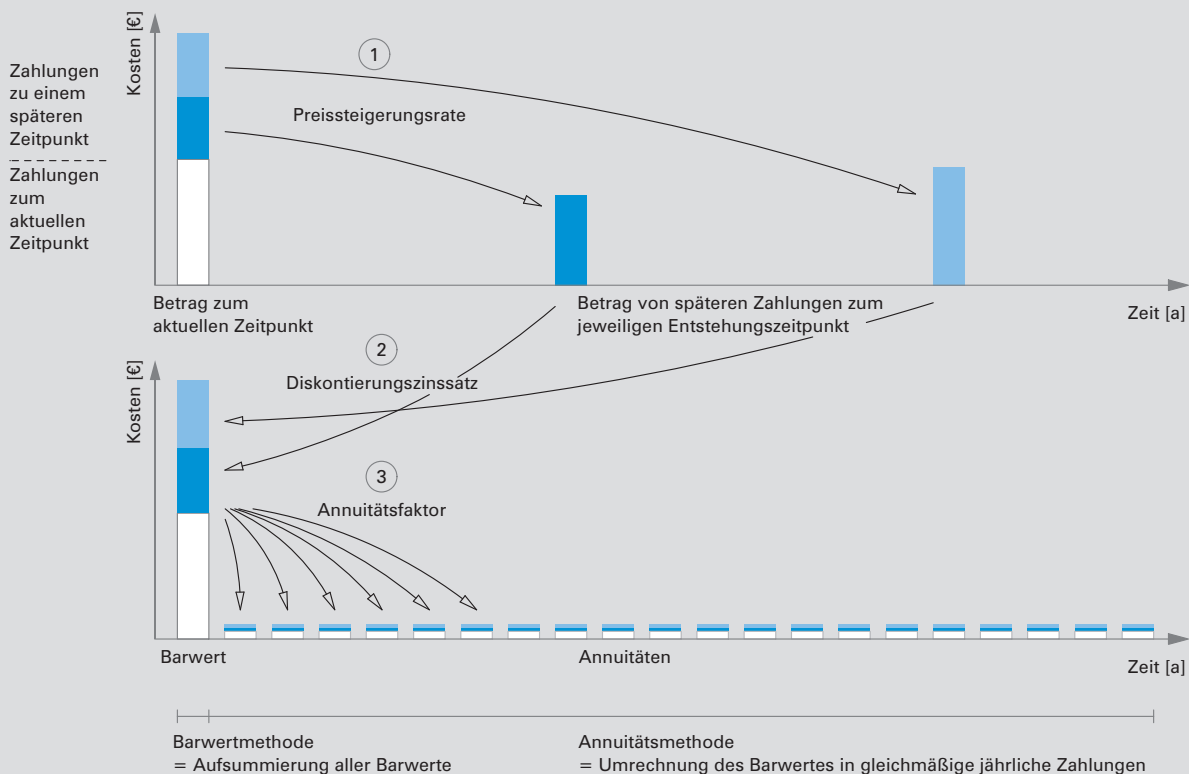 Kosten [€]
Zahlungen
zu einem
späteren
Zeitpunkt
Zahlungen
zum
aktuellen
Zeitpunkt
1
Preissteigerungsrate
Betrag zum
aktuellen Zeitpunkt
Betrag von späteren Zahlungen zum
jeweiligen Entstehungszeitpunkt
Zeit [a]
Kosten [€]
2
Diskontierungszinssatz
3
Annuitätsfaktor
Barwert
Annuitäten
Zeit [a]
Barwertmethode
= Aufsummierung aller Barwerte
Annuitätsmethode
= Umrechnung des Barwertes in gleichmäßige jährliche Zahlungen